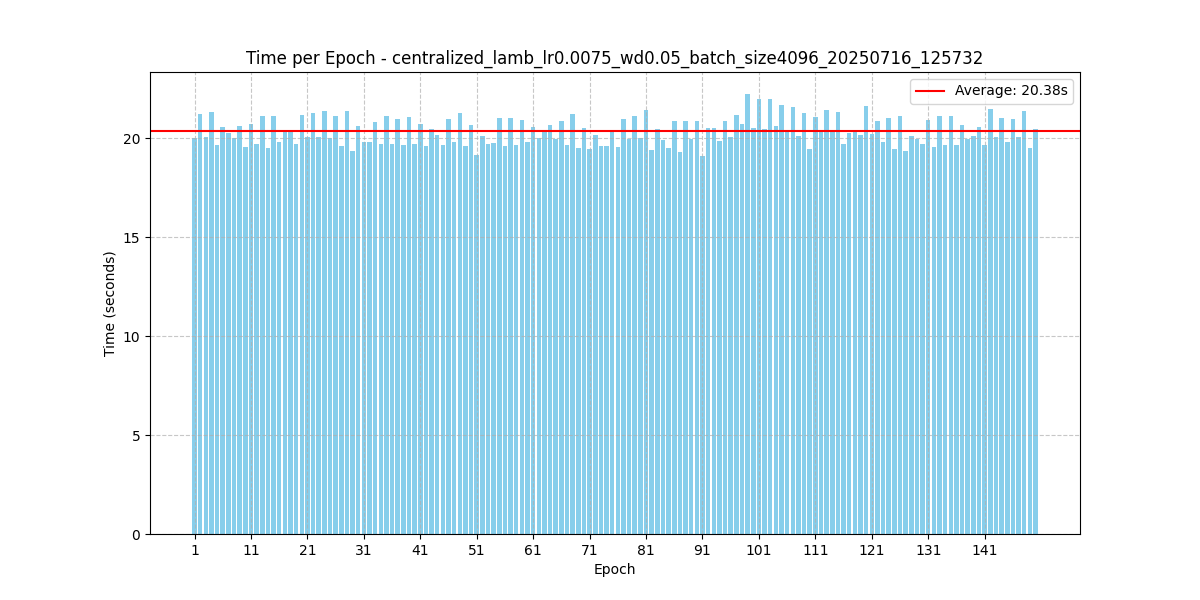 Time per Epoch - centralized_lamb_lr0.0075_wd0.05_batch_size4096_20250716_125732
Average: 20.38s
Time (seconds)
20
15
10
5
0
1 11 21 31 41 51 61 71 81 91 101 111 121 131 141
Epoch